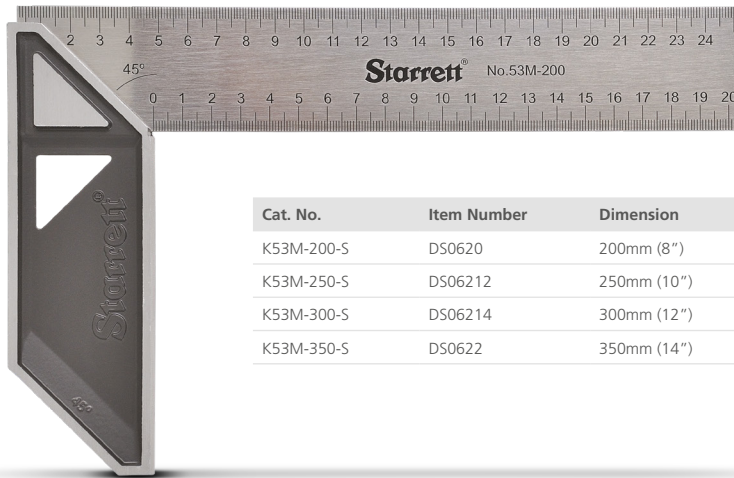 2 3 4 5 6 7 8 9 10 11 12 13 14 15 16 17 18 19 20 21 22 23 24
45°
Starrett® No.53M-200
0 1 2 3 4 5 6 7 8 9 10 11 12 13 14 15 16 17 18 19 20
Starrett®
45°
Cat. No. Item Number Dimension
K53M-200-S DS0620 200mm (8”)
K53M-250-S DS06212 250mm (10”)
K53M-300-S DS06214 300mm (12”)
K53M-350-S DS0622 350mm (14”)